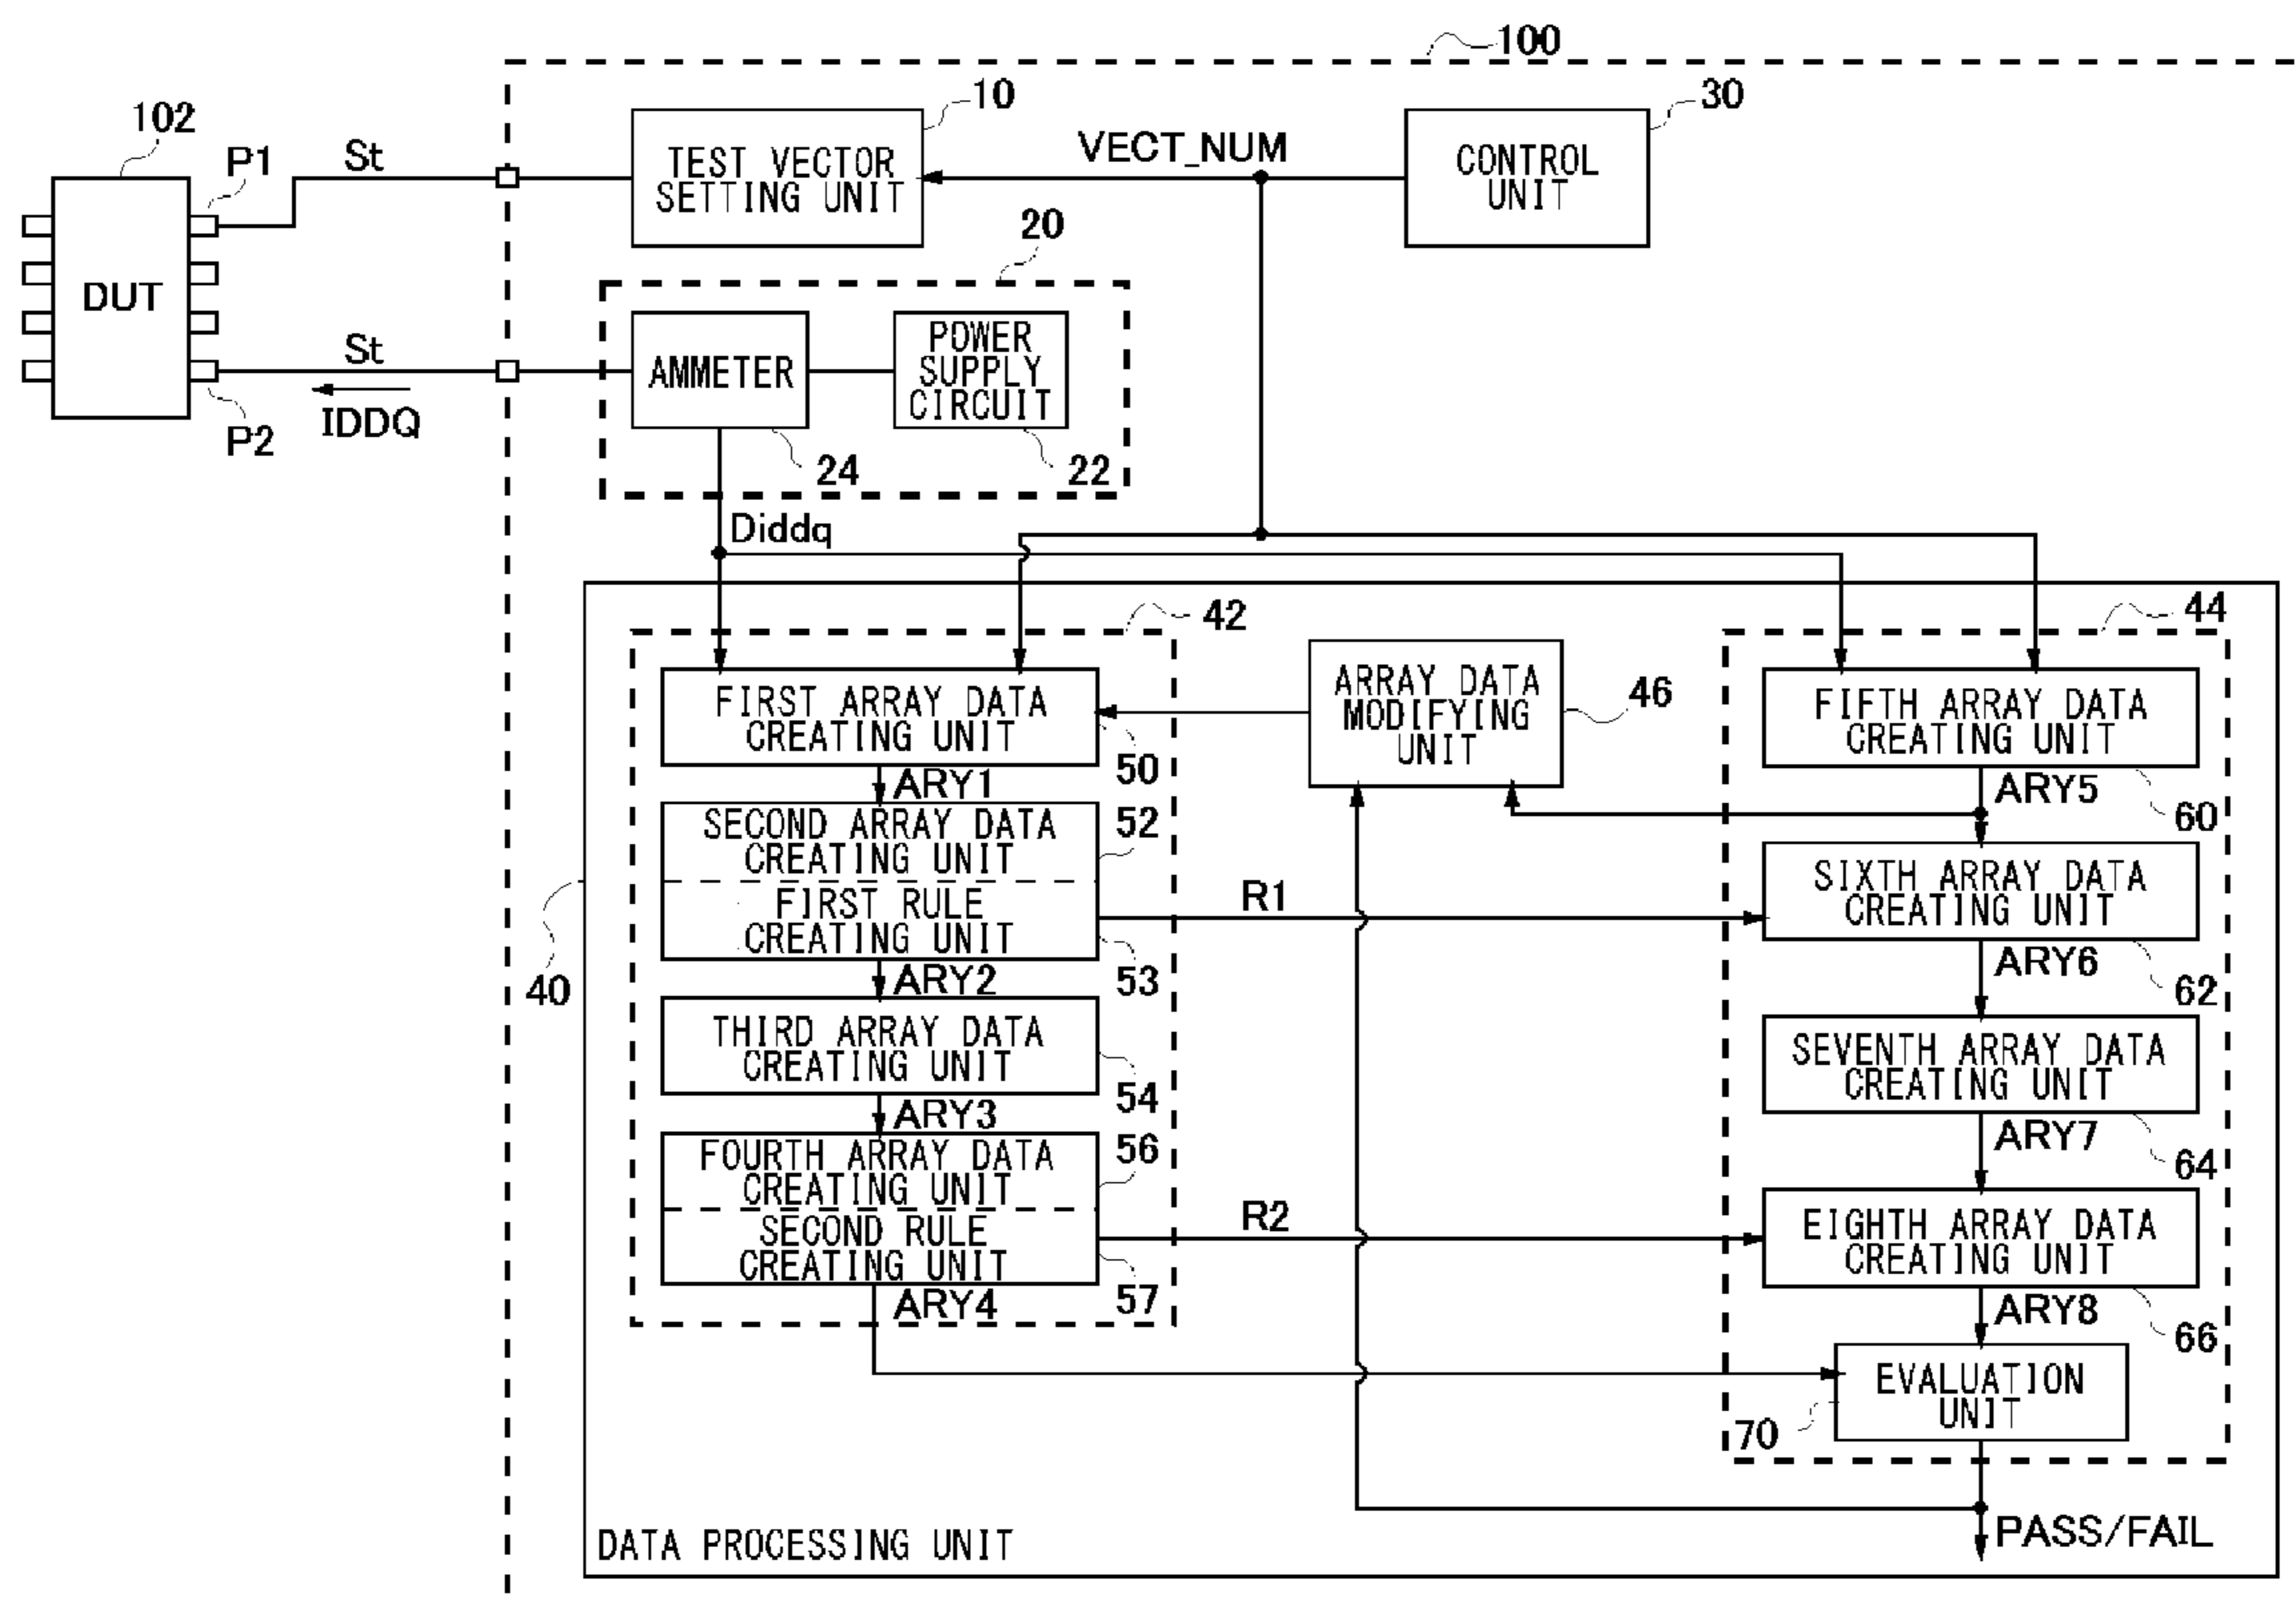 100
102
P1
St
10
TEST VECTOR
SETTING UNIT
VECT_NUM
30
CONTROL
UNIT
DUT
20
St
IDDQ
P2
AMMETER
POWER
SUPPLY
CIRCUIT
24
22
Diddq
42
44
FIRST ARRAY DATA
CREATING UNIT
50
ARRAY DATA
MODIFYING
UNIT
46
FIFTH ARRAY DATA
CREATING UNIT
60
ARY1
ARY5
SECOND ARRAY DATA
CREATING UNIT
52
FIRST RULE
CREATING UNIT
53
R1
SIXTH ARRAY DATA
CREATING UNIT
62
40
ARY2
ARY6
THIRD ARRAY DATA
CREATING UNIT
54
SEVENTH ARRAY DATA
CREATING UNIT
64
ARY3
ARY7
FOURTH ARRAY DATA
CREATING UNIT
56
SECOND RULE
CREATING UNIT
57
R2
EIGHTH ARRAY DATA
CREATING UNIT
66
ARY4
ARY8
EVALUATION
UNIT
70
PASS/FAIL
DATA PROCESSING UNIT